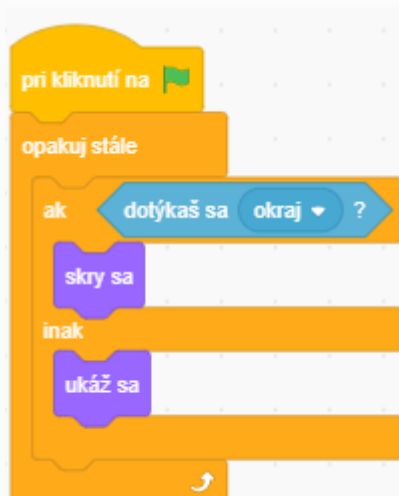 pri kliknutí na
opakuj stále
ak dotýkaš sa okraj ?
skry sa
inak
ukáž sa